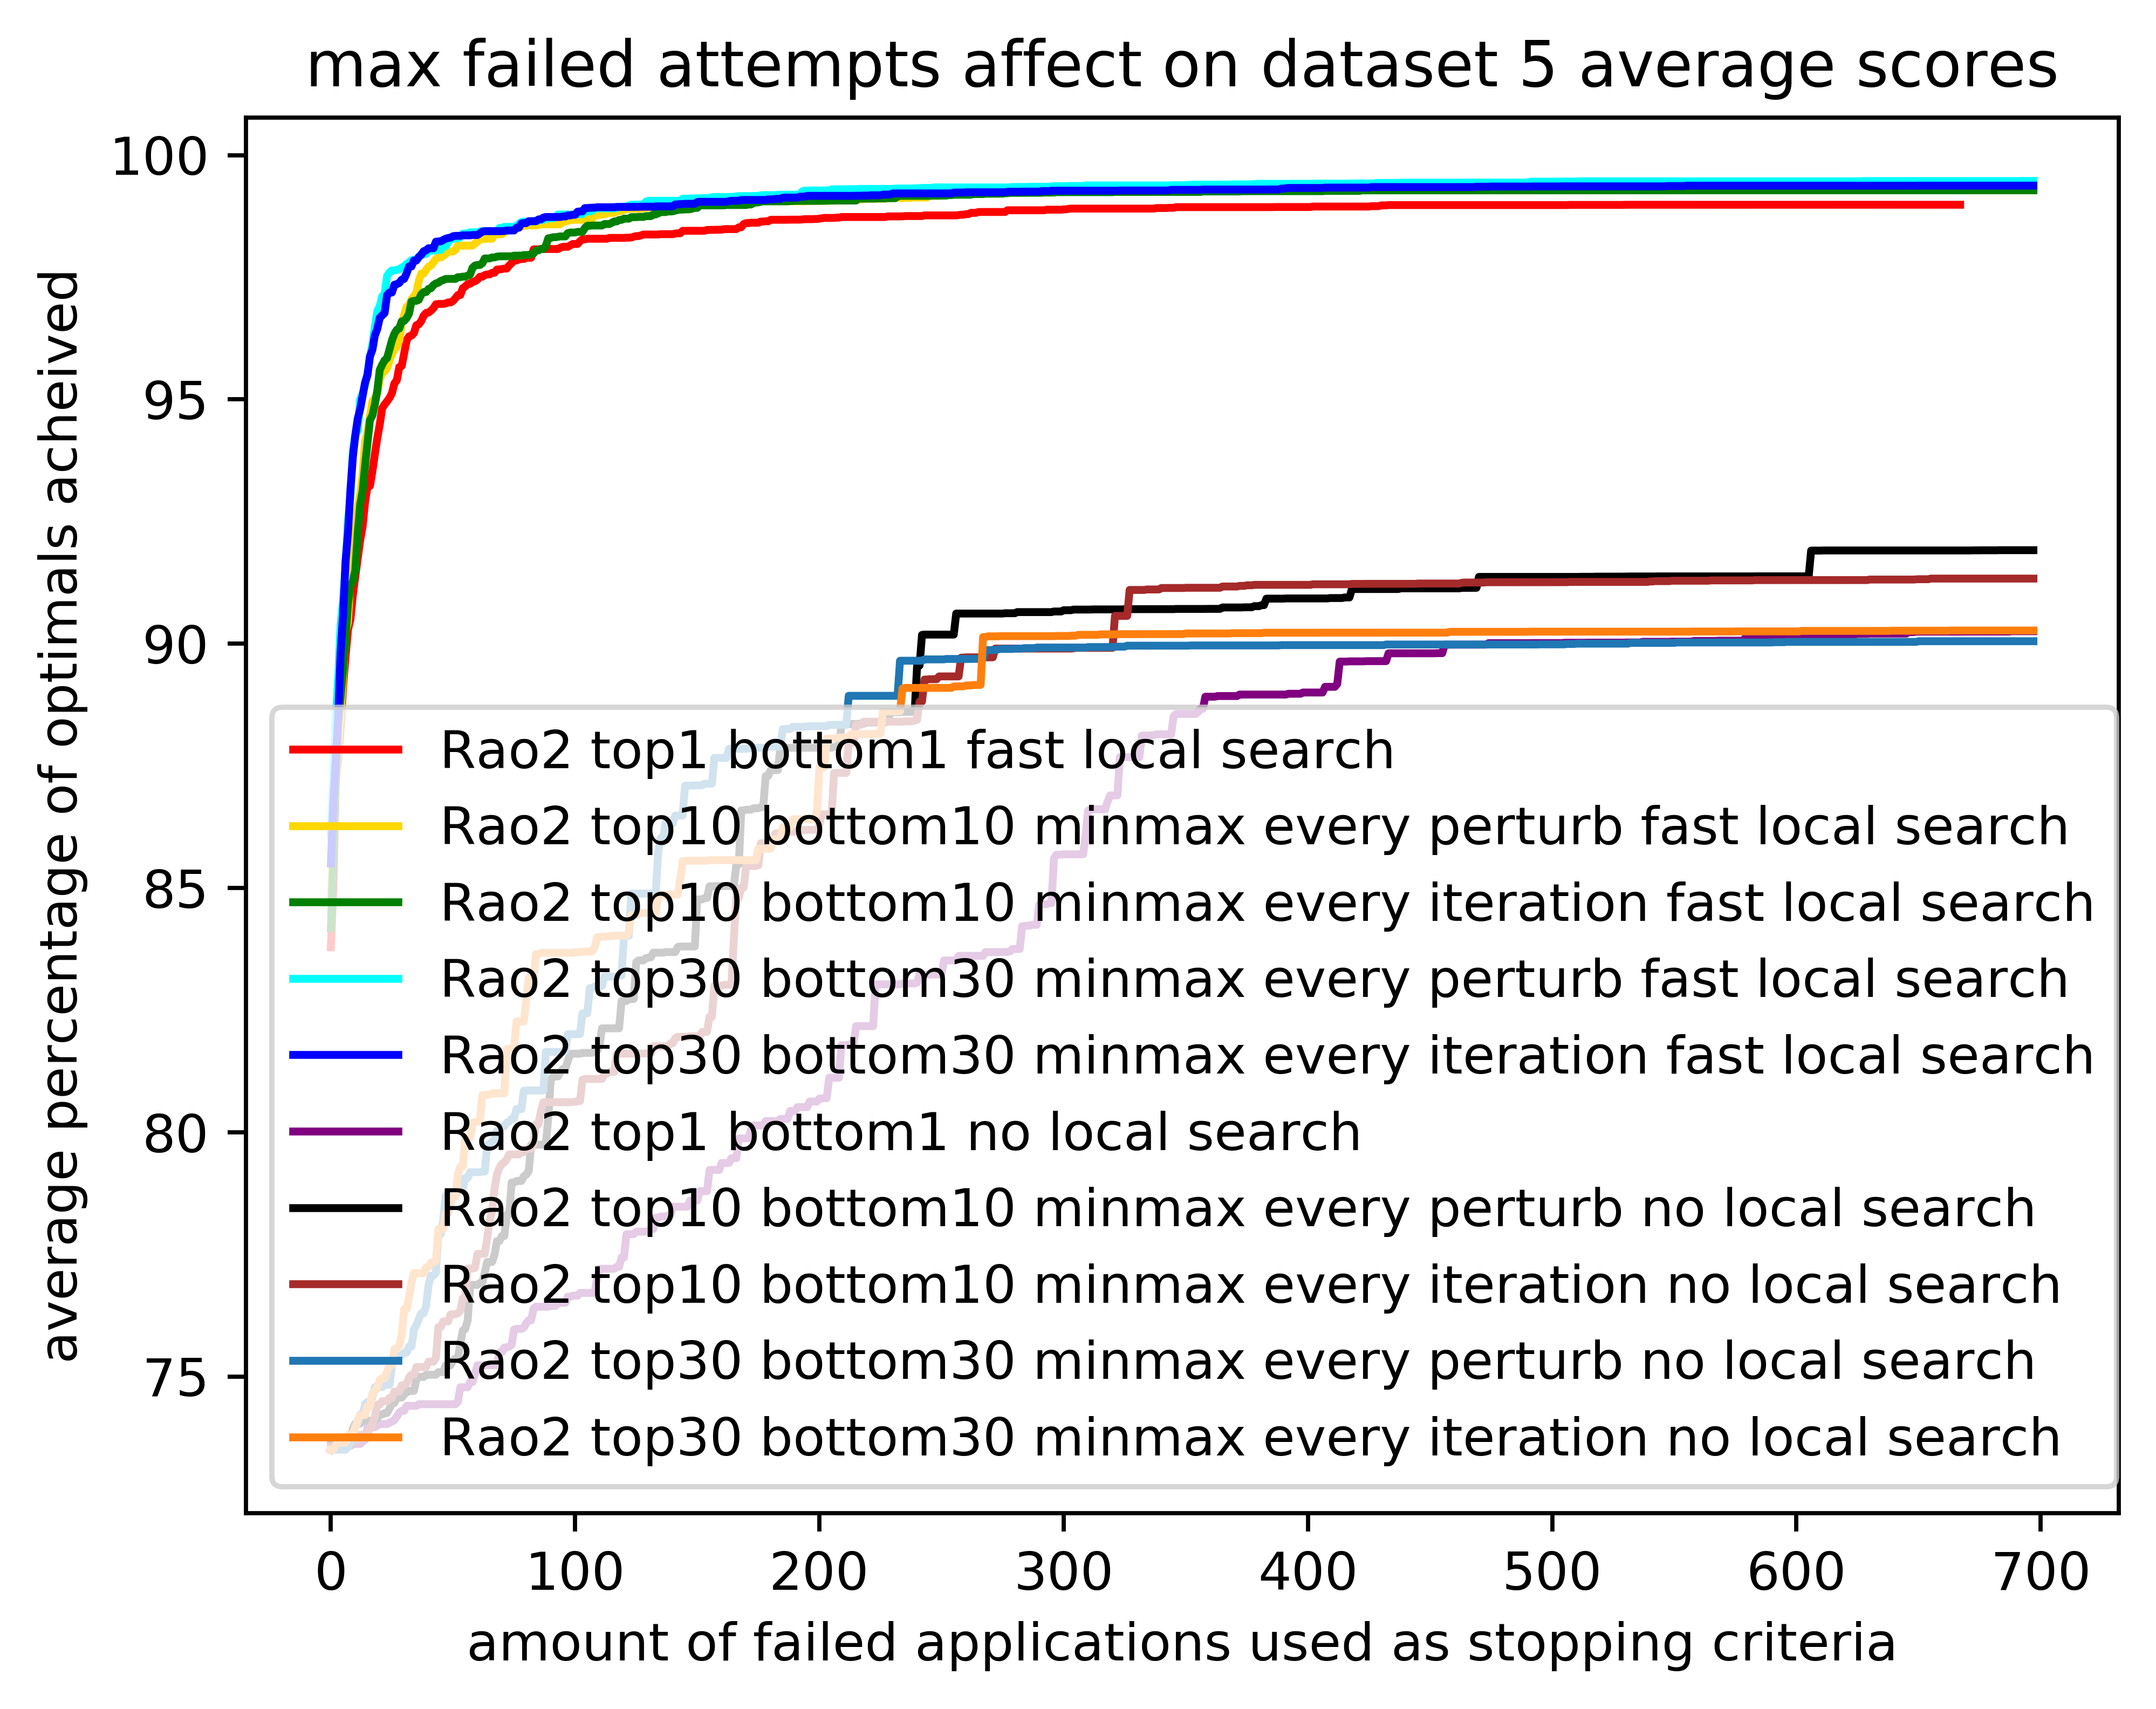 max failed attempts affect on dataset 5 average scores
average percentage of optimals acheived
100
95
90
85
80
75
Rao2 top1 bottom1 fast local search
Rao2 top10 bottom10 minmax every perturb fast local search
Rao2 top10 bottom10 minmax every iteration fast local search
Rao2 top30 bottom30 minmax every perturb fast local search
Rao2 top30 bottom30 minmax every iteration fast local search
Rao2 top1 bottom1 no local search
Rao2 top10 bottom10 minmax every perturb no local search
Rao2 top10 bottom10 minmax every iteration no local search
Rao2 top30 bottom30 minmax every perturb no local search
Rao2 top30 bottom30 minmax every iteration no local search
0 100 200 300 400 500 600 700
amount of failed applications used as stopping criteria